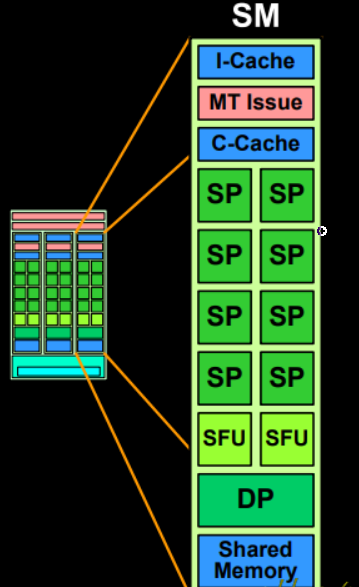 SM
I-Cache
MT Issue
C-Cache
SP SP
SP SP
SP SP
SP SP
SFU SFU
DP
Shared
Memory